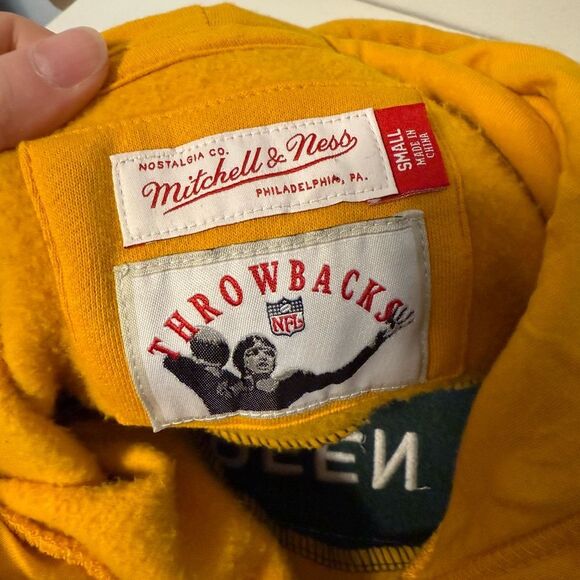 NOSTALGIA CO.
Mitchell & Ness
PHILADELPHIA, PA.
SMALL
MADE IN
CHINA
THROWBACKS
NFL